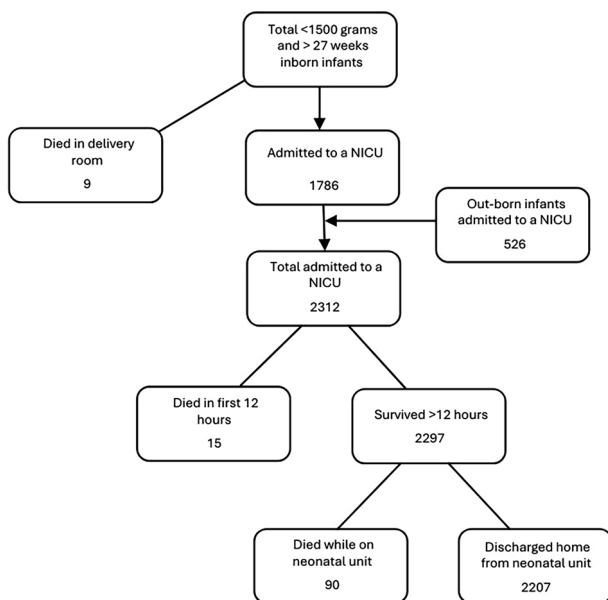 Total <1500 grams
and > 27 weeks
inborn infants
Died in delivery
room
9
Admitted to a NICU
1786
Out-born infants
admitted to a NICU
526
Total admitted to a
NICU
2312
Died in first 12
hours
15
Survived >12 hours
2297
Died while on
neonatal unit
90
Discharged home
from neonatal unit
2207